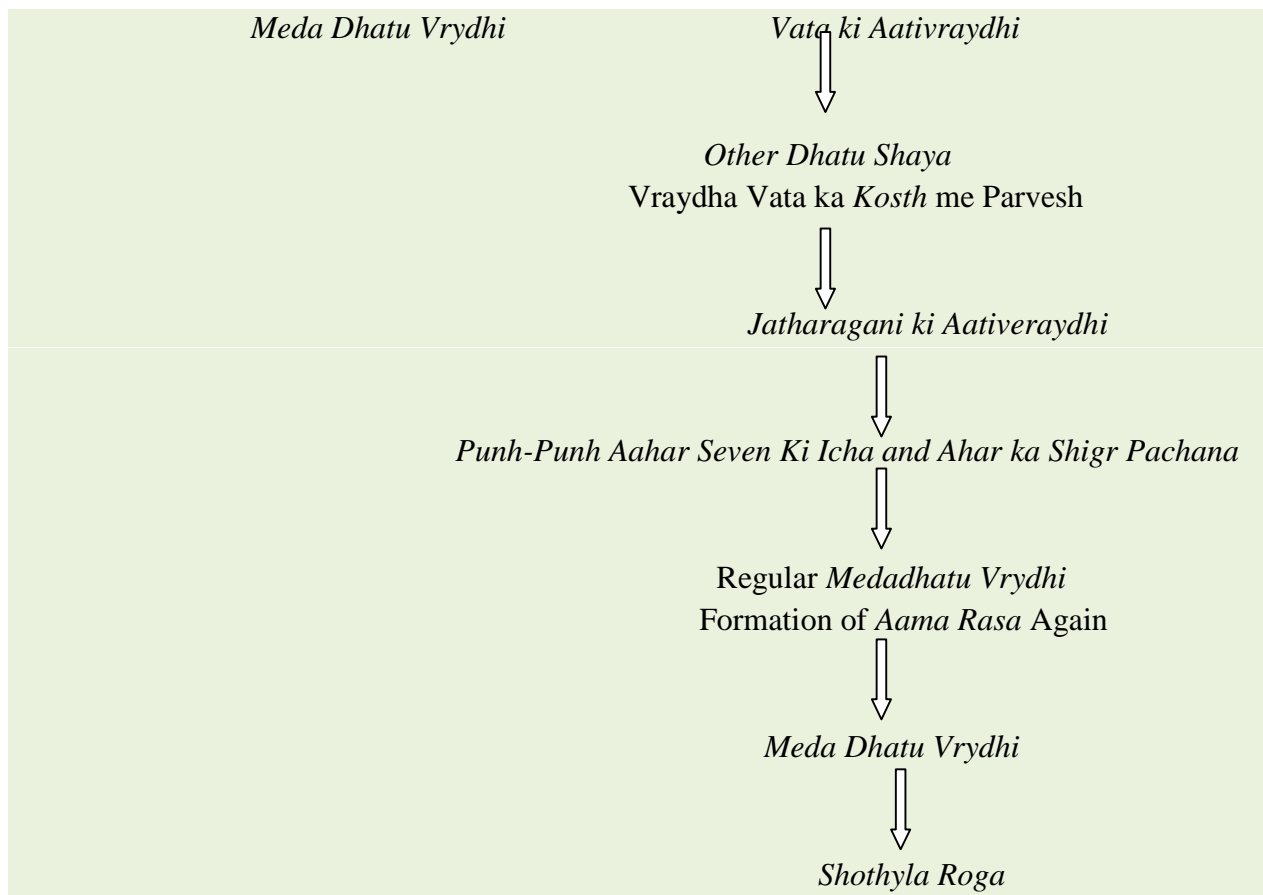 Meda Dhatu Vrydhi Vata ki Aativraydhi
Other Dhatu Shaya
Vraydha Vata ka Kosth me Parvesh
Jatharagani ki Aativeraydhi
Punh-Punh Aahar Seven Ki Icha and Ahar ka Shigr Pachana
Regular Medadhatu Vrydhi
Formation of Aama Rasa Again
Meda Dhatu Vrydhi
Shothyla Roga